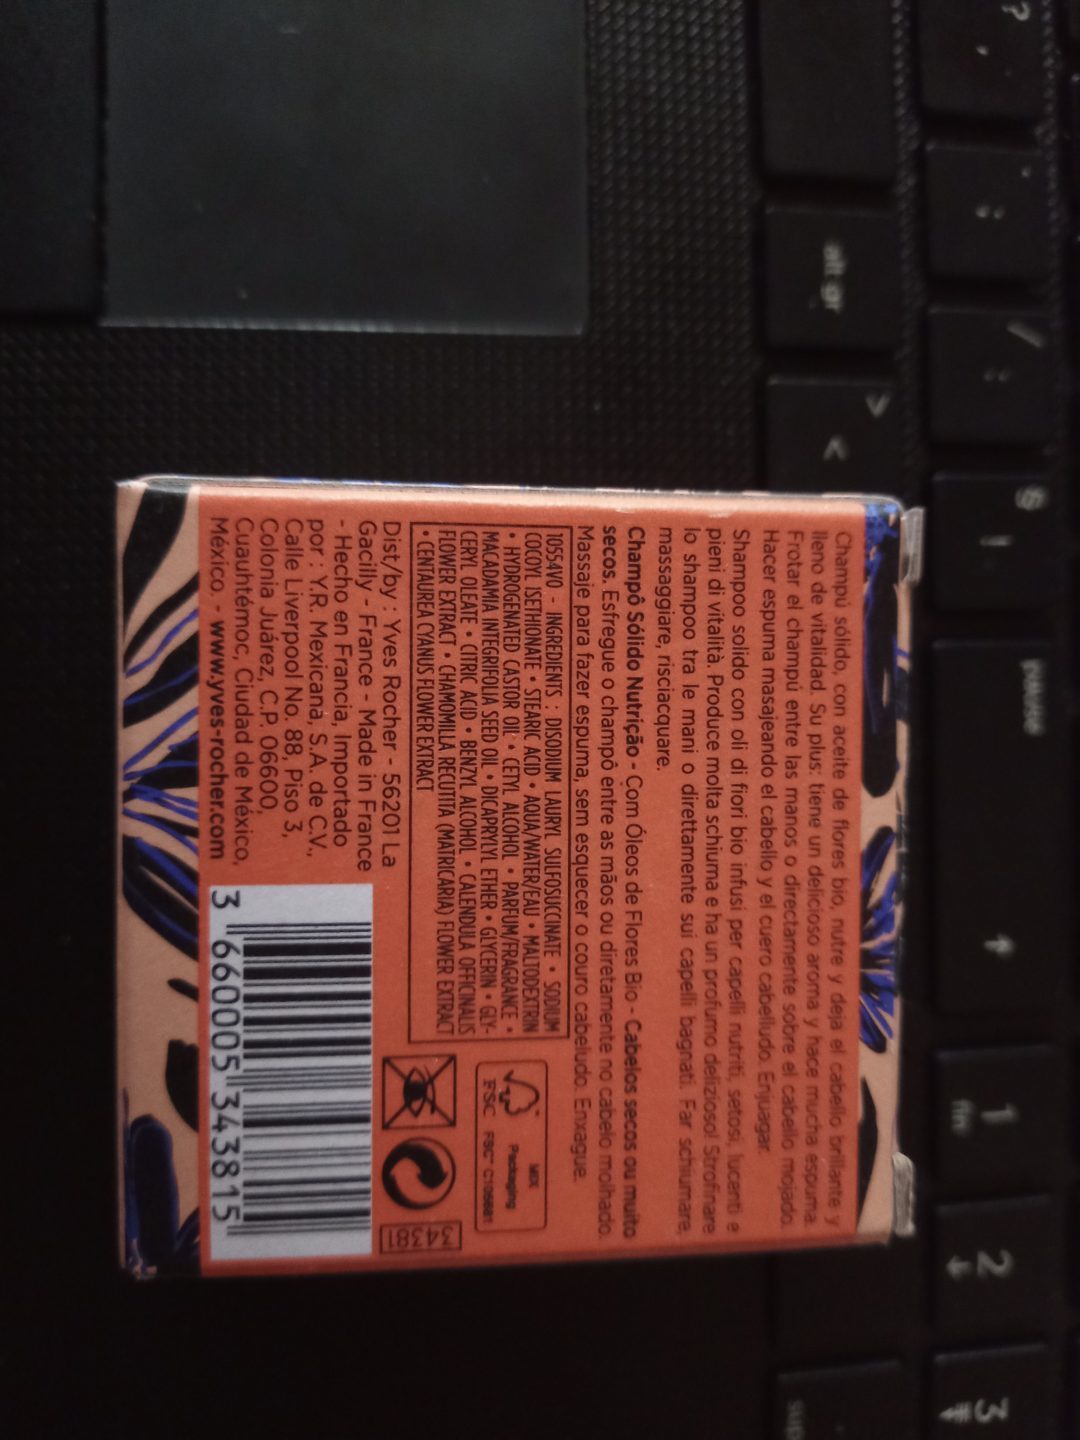 Champú sólido, con aceite de flores bio, nutre y deja el cabello brillante y
lleno de vitalidad. Su plus: tiene un delicioso aroma y hace mucha espuma.
Frotar el champú entre las manos o directamente sobre el cabello mojado.
Hacer espuma masajeando el cabello y el cuero cabelludo. Enjuagar.
Shampoo solido con oli di fiori bio infusi per capelli nutriti, setosi, lucenti e
pieni di vitalità. Produce molta schiuma e ha un profumo delizioso! Strofinare
lo shampoo tra le mani o direttamente sui capelli bagnati. Far schiumare,
massaggiare, risciacquare.
Champô Sólido Nutrição - Com Óleos de Flores Bio - Cabelos secos ou muito
secos. Esfregue o champô entre as mãos ou diretamente no cabelo molhado.
Massaje para fazer espuma, sem esquecer o couro cabeludo. Enxague.
1054V0 - INGREDIENTS : DISODIUM LAURYL SULFOSUCCINATE • SODIUM
COCOYL ISETHIONATE • STEARIC ACID • AQUA/WATER/EAU • MALTODEXTRIN
• HYDROGENATED CASTOR OIL • CETYL ALCOHOL • PARFUM/FRAGRANCE •
MACADAMIA INTEGRIFOLIA SEED OIL • DICAPRYLYL ETHER • GLYCERIN • GLY-
CERYL OLEATE • CITRIC ACID • BENZYL ALCOHOL • CALENDULA OFFICINALIS
FLOWER EXTRACT • CHAMOMILLA RECUTITA (MATRICARIA) FLOWER EXTRACT
• CENTAUREA CYANUS FLOWER EXTRACT
MIX
Packaging
FSC
FSC™ C109881
Dist/by : Yves Rocher - 56201 La
Gacilly - France - Made in France
- Hecho en Francia, Importado
por : Y.R. Mexicana, S.A. de C.V.,
Calle Liverpool No. 88, Piso 3,
Colonia Juárez, C.P. 06600,
Cuauhtémoc, Ciudad de México,
México. - www.yves-rocher.com
34381
3 660005 343815
alt gr
> <
? ,
. ;
/ :
§ !
pause
1
fin
2
3